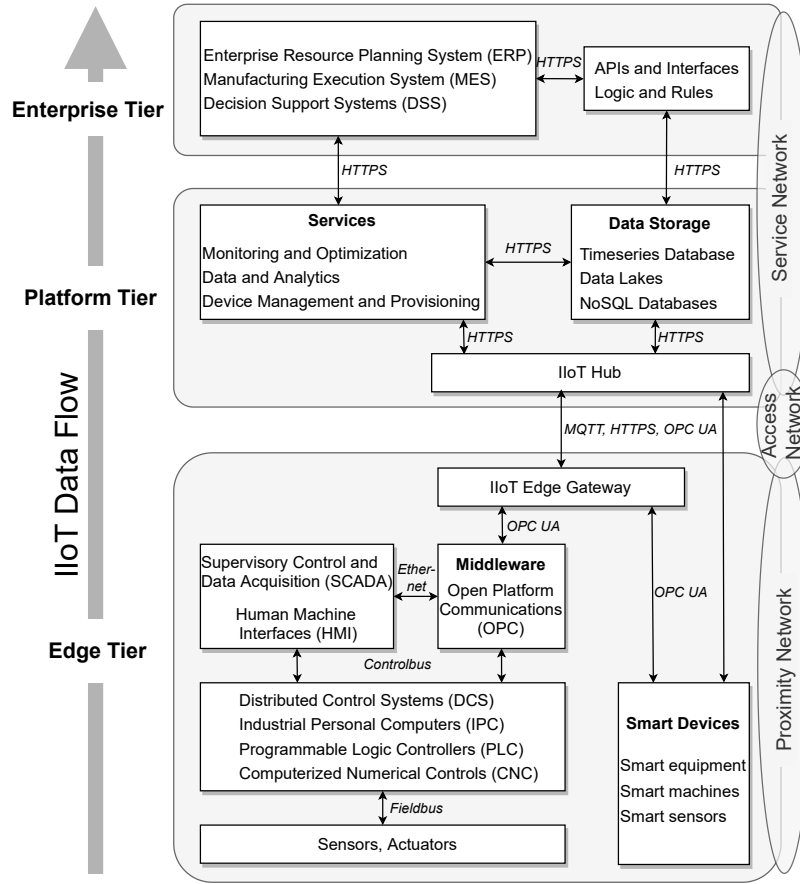 Enterprise Tier
Enterprise Resource Planning System (ERP)
Manufacturing Execution System (MES)
Decision Support Systems (DSS)
HTTPS
APIs and Interfaces
Logic and Rules
HTTPS
HTTPS
Service Network
Platform Tier
Services
Monitoring and Optimization
Data and Analytics
Device Management and Provisioning
HTTPS
Data Storage
Timeseries Database
Data Lakes
NoSQL Databases
HTTPS
HTTPS
IIoT Hub
Access
Network
MQTT, HTTPS, OPC UA
IIoT Data Flow
IIoT Edge Gateway
OPC UA
Edge Tier
Supervisory Control and
Data Acquisition (SCADA)
Human Machine
Interfaces (HMI)
Ether-
net
Middleware
Open Platform
Communications
(OPC)
OPC UA
Proximity Network
Controlbus
Distributed Control Systems (DCS)
Industrial Personal Computers (IPC)
Programmable Logic Controllers (PLC)
Computerized Numerical Controls (CNC)
Smart Devices
Smart equipment
Smart machines
Smart sensors
Fieldbus
Sensors, Actuators